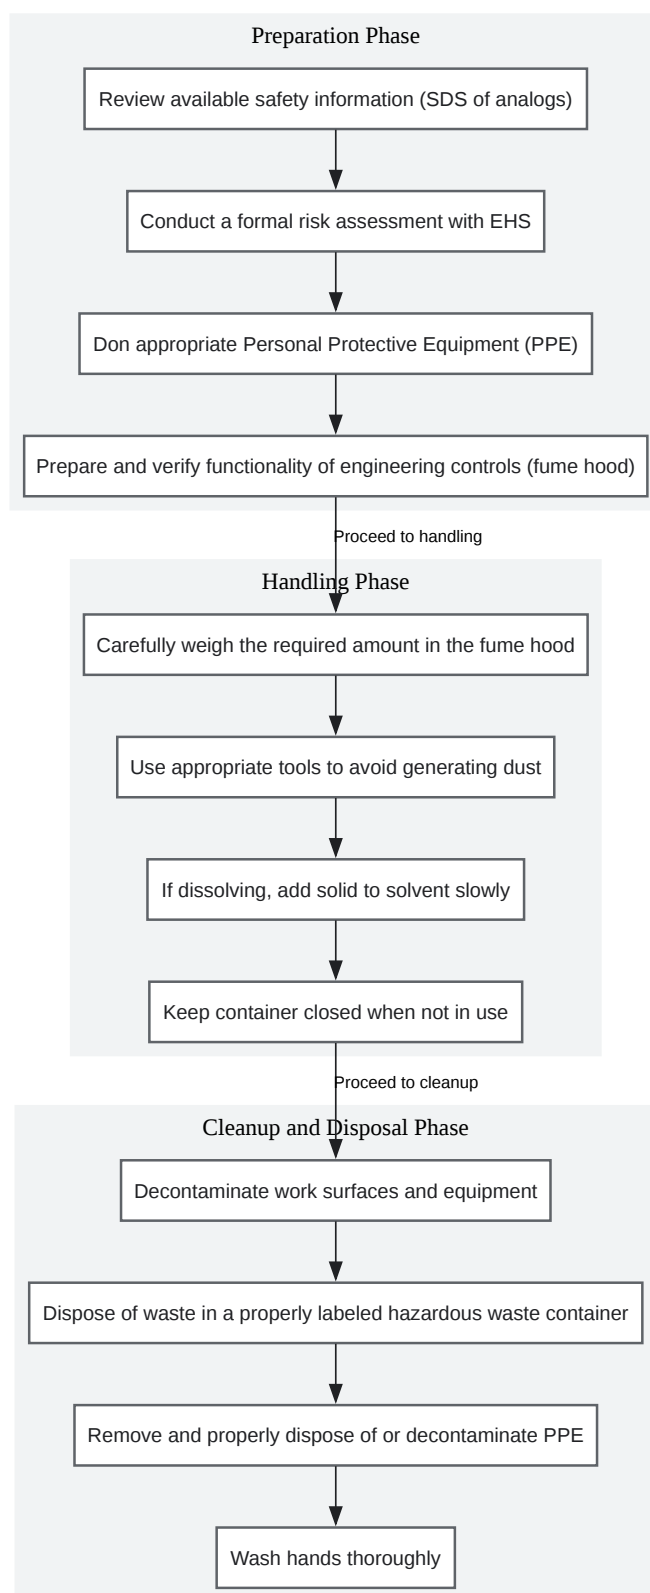 Preparation Phase
Review available safety information (SDS of analogs)
Conduct a formal risk assessment with EHS
Don appropriate Personal Protective Equipment (PPE)
Prepare and verify functionality of engineering controls (fume hood)
Proceed to handling
Handling Phase
Carefully weigh the required amount in the fume hood
Use appropriate tools to avoid generating dust
If dissolving, add solid to solvent slowly
Keep container closed when not in use
Proceed to cleanup
Cleanup and Disposal Phase
Decontaminate work surfaces and equipment
Dispose of waste in a properly labeled hazardous waste container
Remove and properly dispose of or decontaminate PPE
Wash hands thoroughly